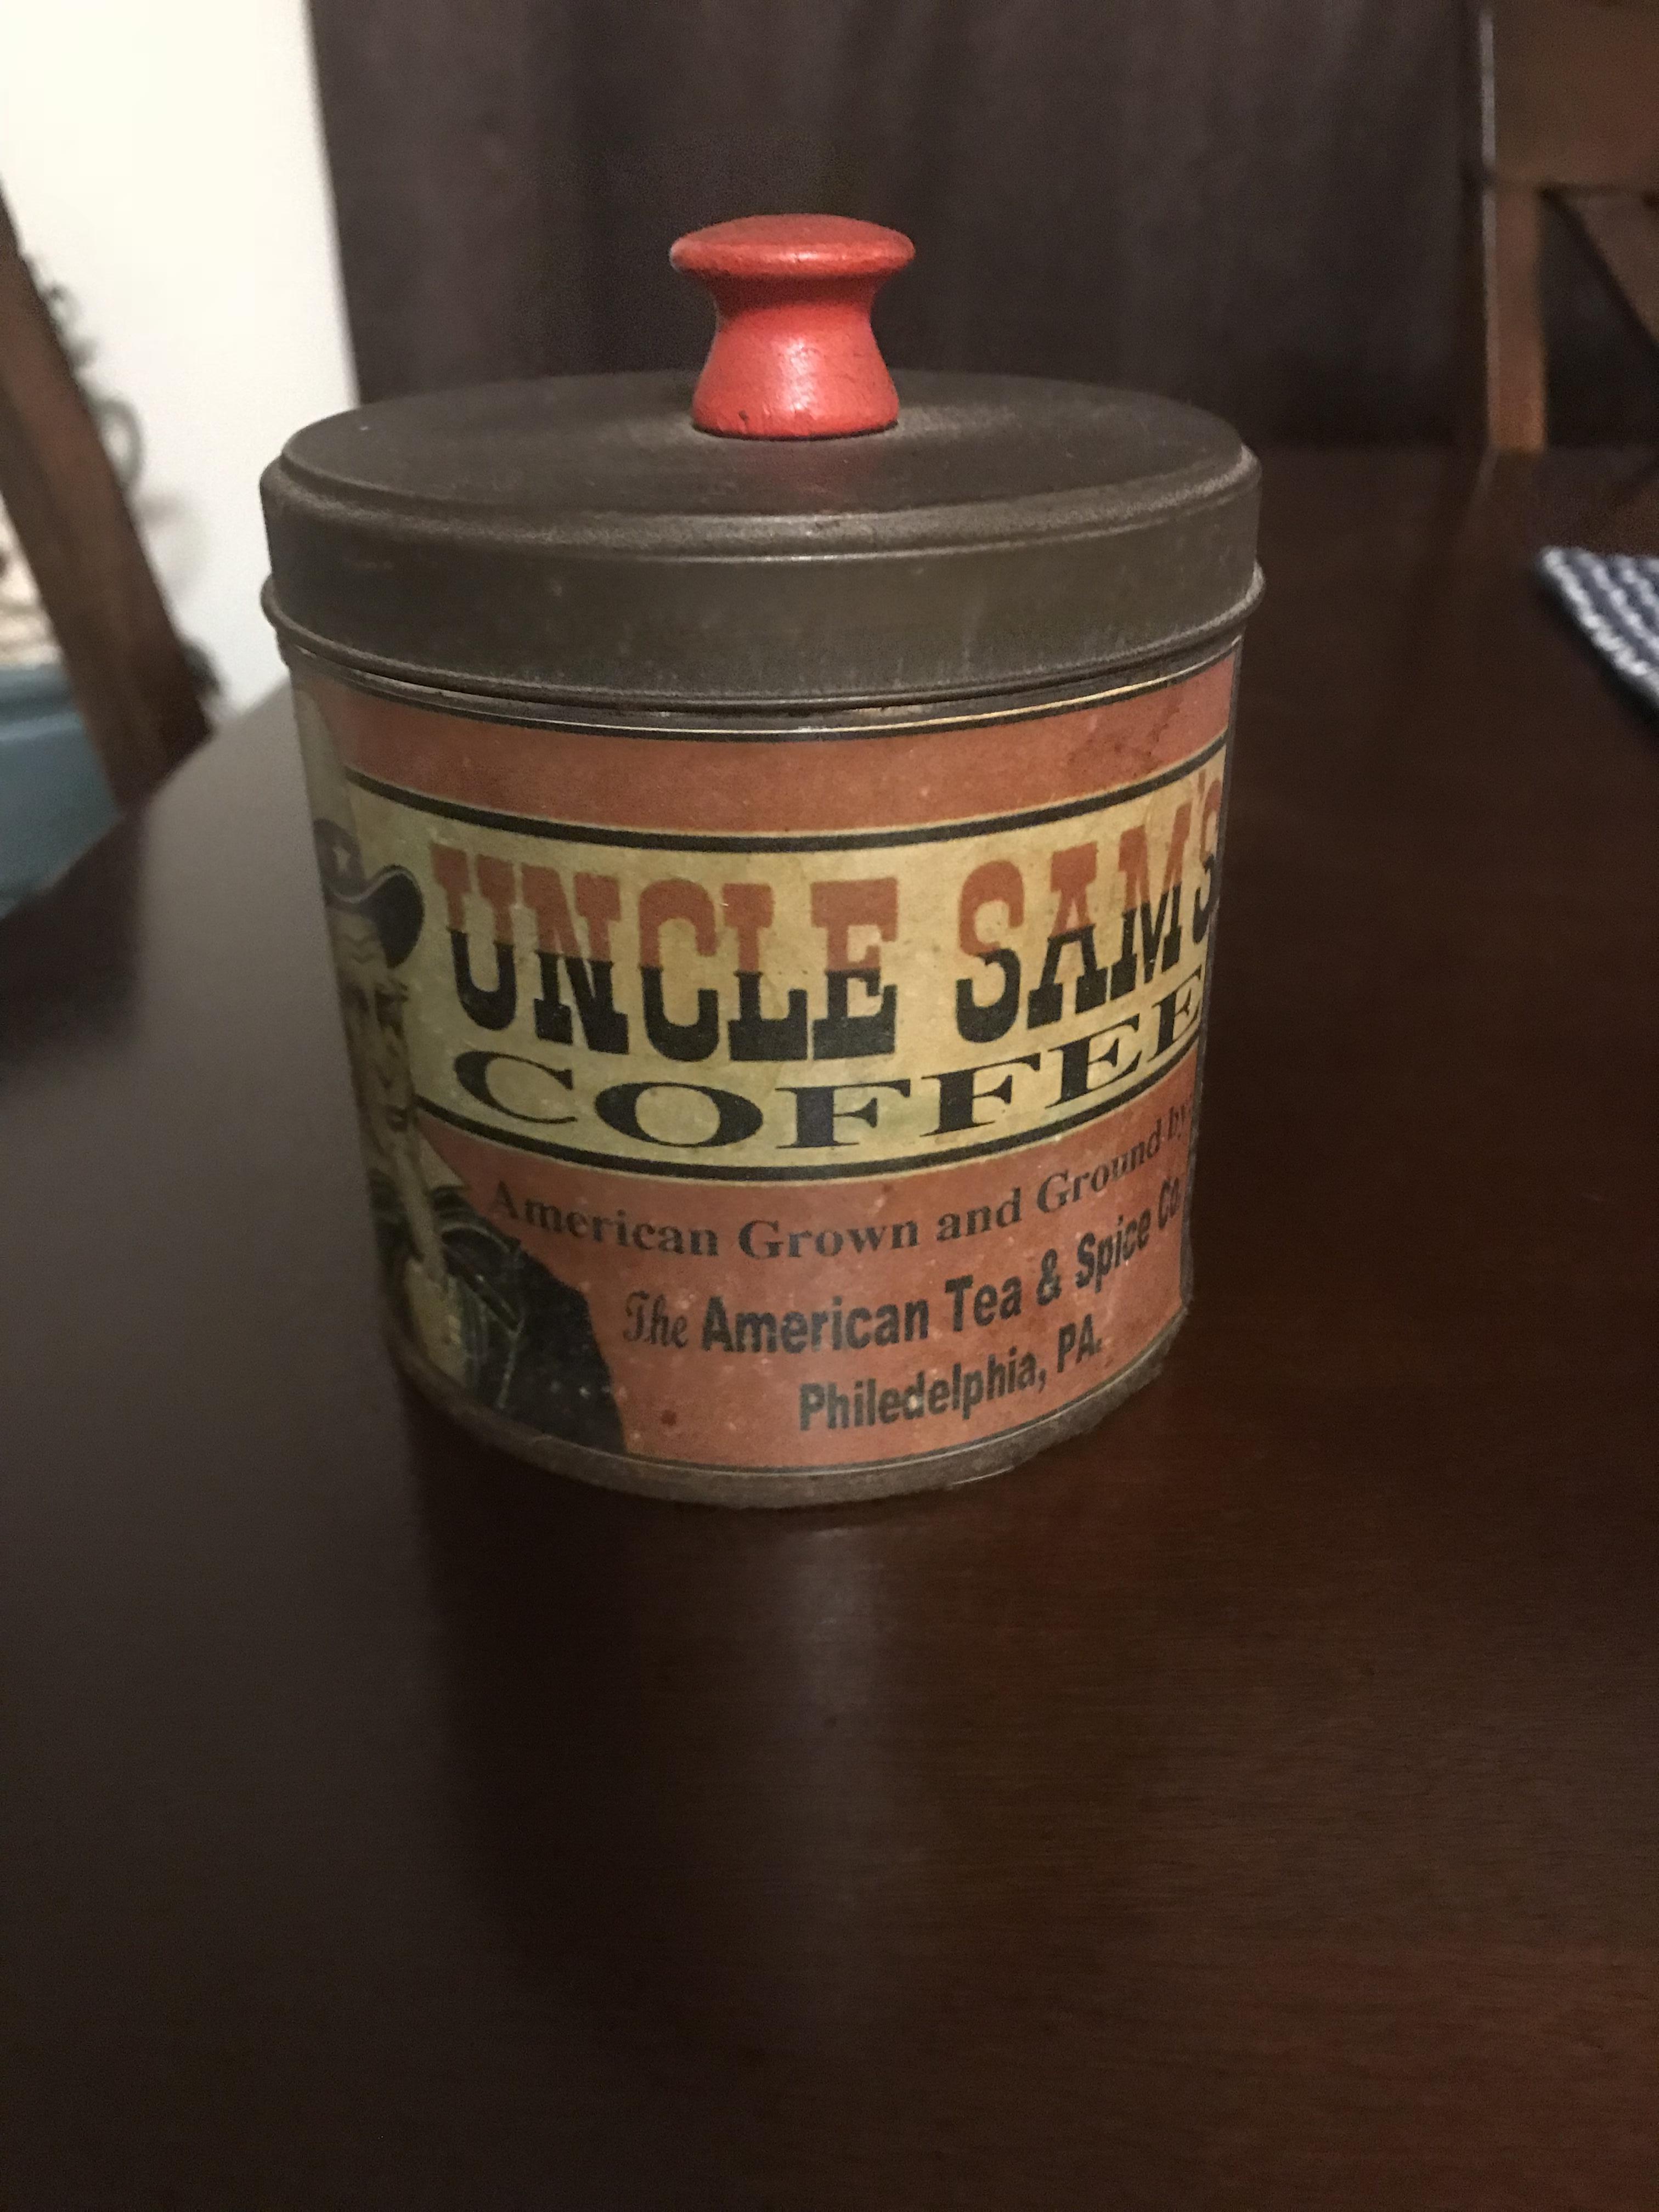 UNCLE SAM'S
COFFEE
American Grown and Ground by
The American Tea & Spice Co
Philedelphia, PA.